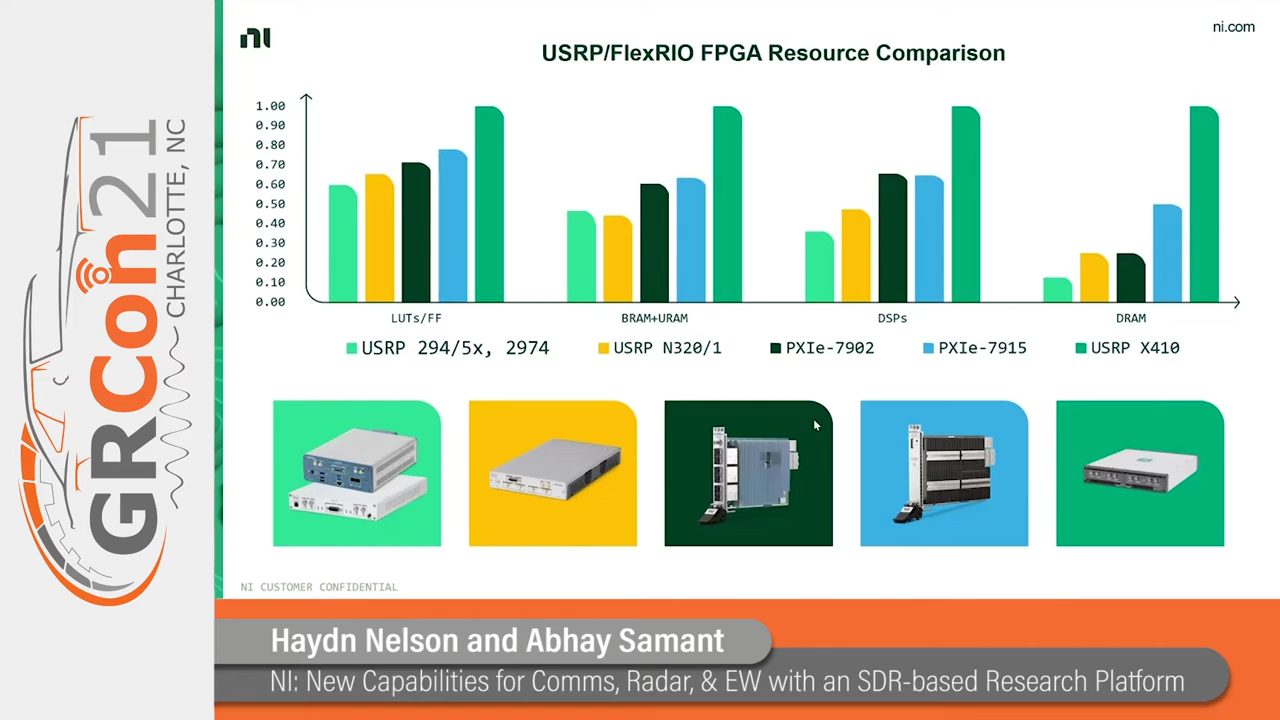 GRCon21
CHARLOTTE, NC
ni
ni.com
USRP/FlexRIO FPGA Resource Comparison
1.00
0.90
0.80
0.70
0.60
0.50
0.40
0.30
0.20
0.10
0.00
LUTs/FF
BRAM+URAM
DSPs
DRAM
USRP 294/5x, 2974
USRP N320/1
PXIe-7902
PXIe-7915
USRP X410
NI CUSTOMER CONFIDENTIAL
Haydn Nelson and Abhay Samant
NI: New Capabilities for Comms, Radar, & EW with an SDR-based Research Platform